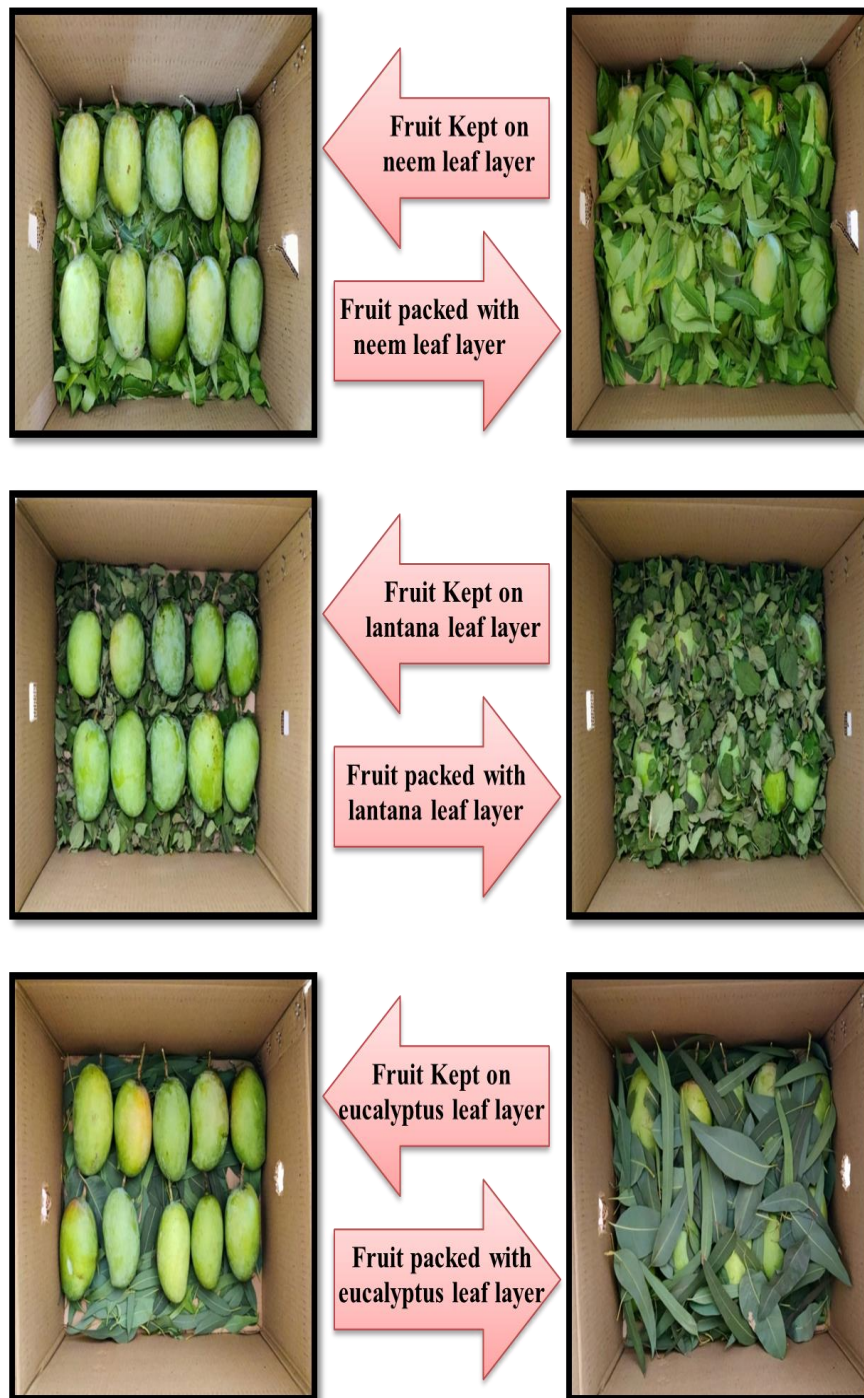 Fruit Kept on
neem leaf layer
Fruit packed with
neem leaf layer
Fruit Kept on
lantana leaf layer
Fruit packed with
lantana leaf layer
Fruit Kept on
eucalyptus leaf layer
Fruit packed with
eucalyptus leaf layer